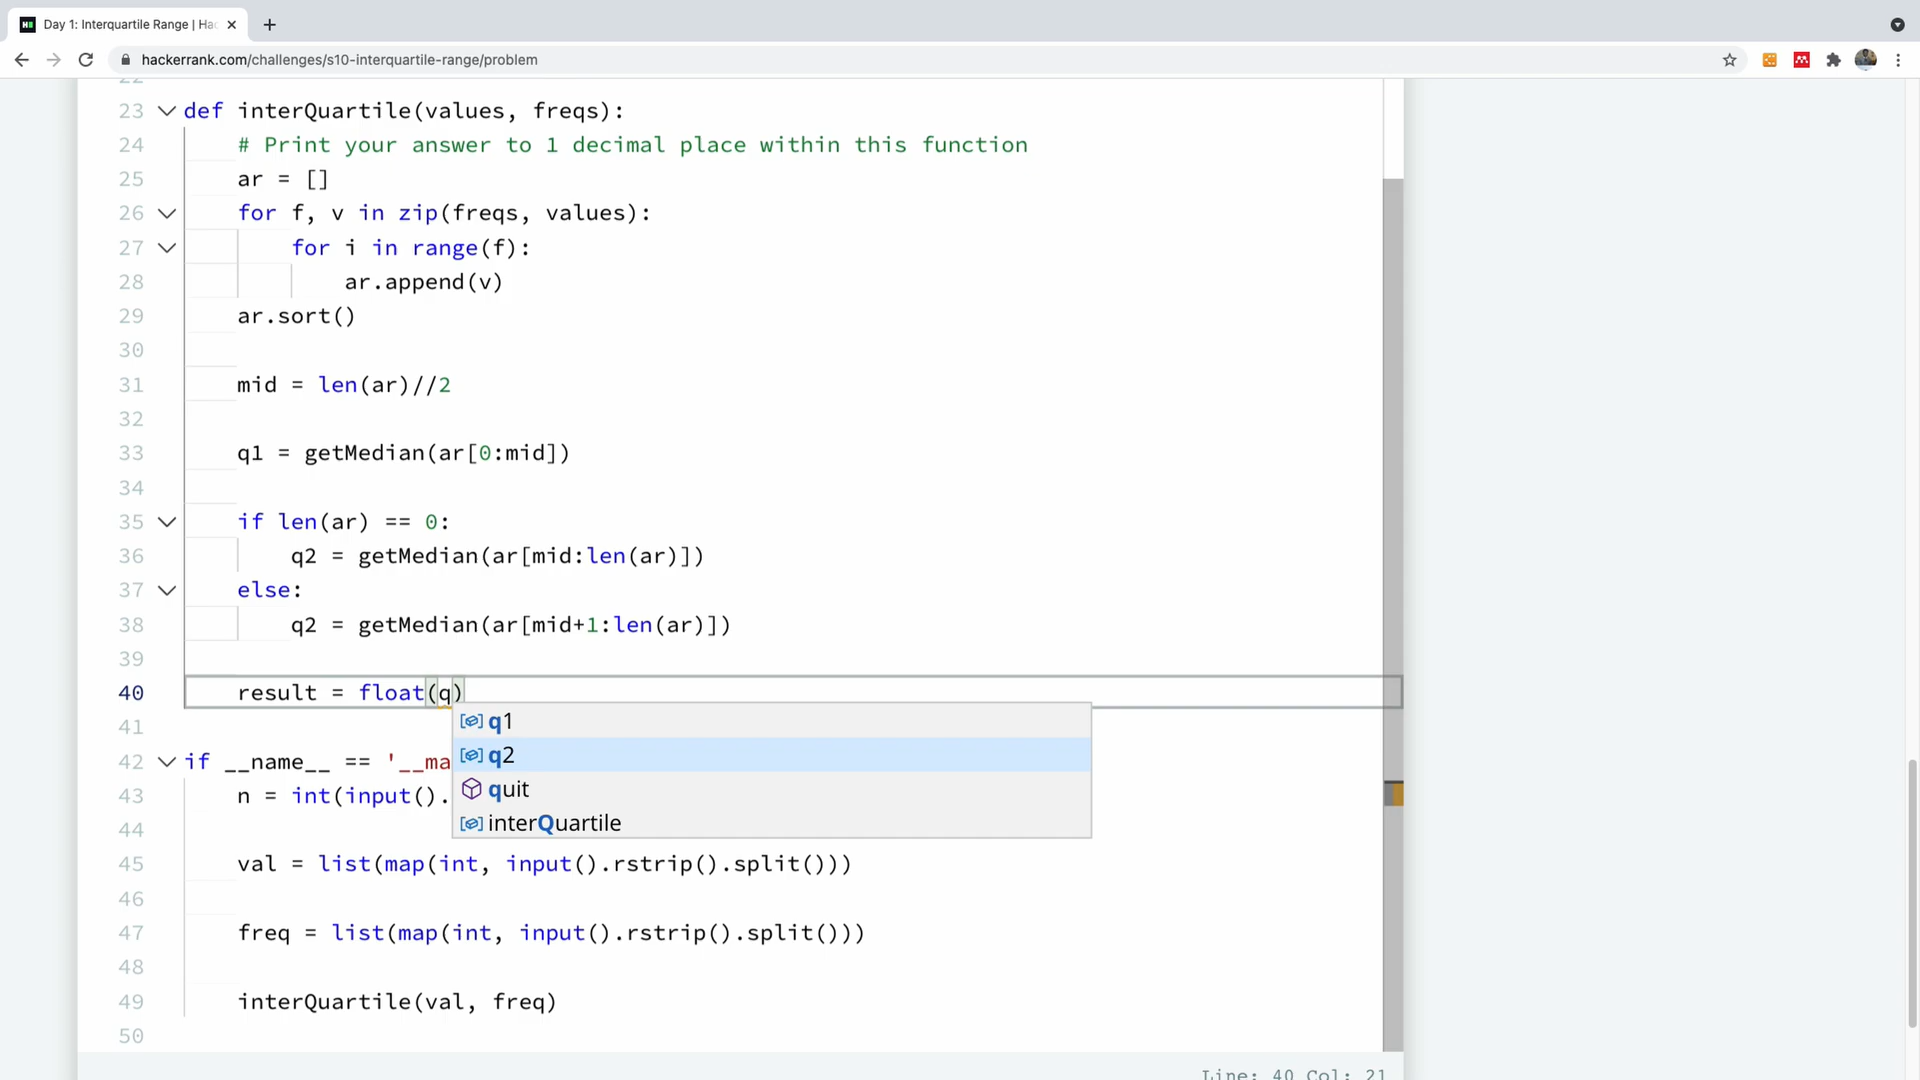 Day 1: Interquartile Range | Hac
hackerrank.com/challenges/s10-interquartile-range/problem
22
23 def interQuartile(values, freqs):
24 # Print your answer to 1 decimal place within this function
25 ar = []
26 for f, v in zip(freqs, values):
27 for i in range(f):
28 ar.append(v)
29 ar.sort()
30
31 mid = len(ar)//2
32
33 q1 = getMedian(ar[0:mid])
34
35 if len(ar) == 0:
36 q2 = getMedian(ar[mid:len(ar)])
37 else:
38 q2 = getMedian(ar[mid+1:len(ar)])
39
40 result = float(q)
q1
41
q2
42 if __name__ == '__ma
quit
43 n = int(input().
interQuartile
44
45 val = list(map(int, input().rstrip().split()))
46
47 freq = list(map(int, input().rstrip().split()))
48
49 interQuartile(val, freq)
50
Line: 40 Col: 21